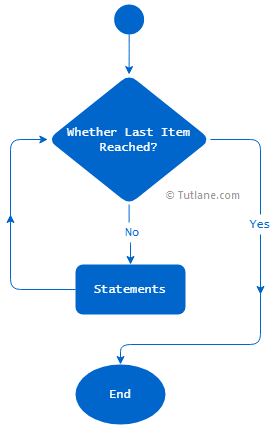 Whether Last Item
Reached?
© Tutlane.com
No
Yes
Statements
End